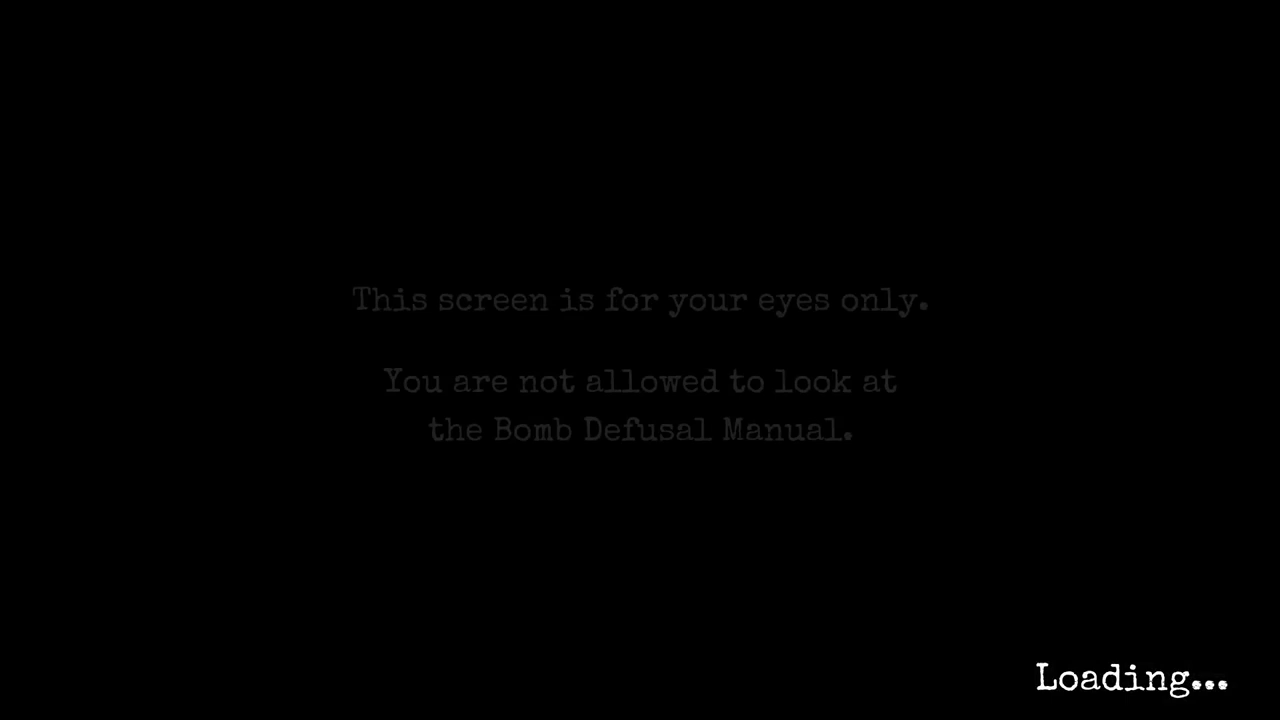 This screen is for your eyes only.
You are not allowed to look at
the Bomb Defusal Manual.
Loading...